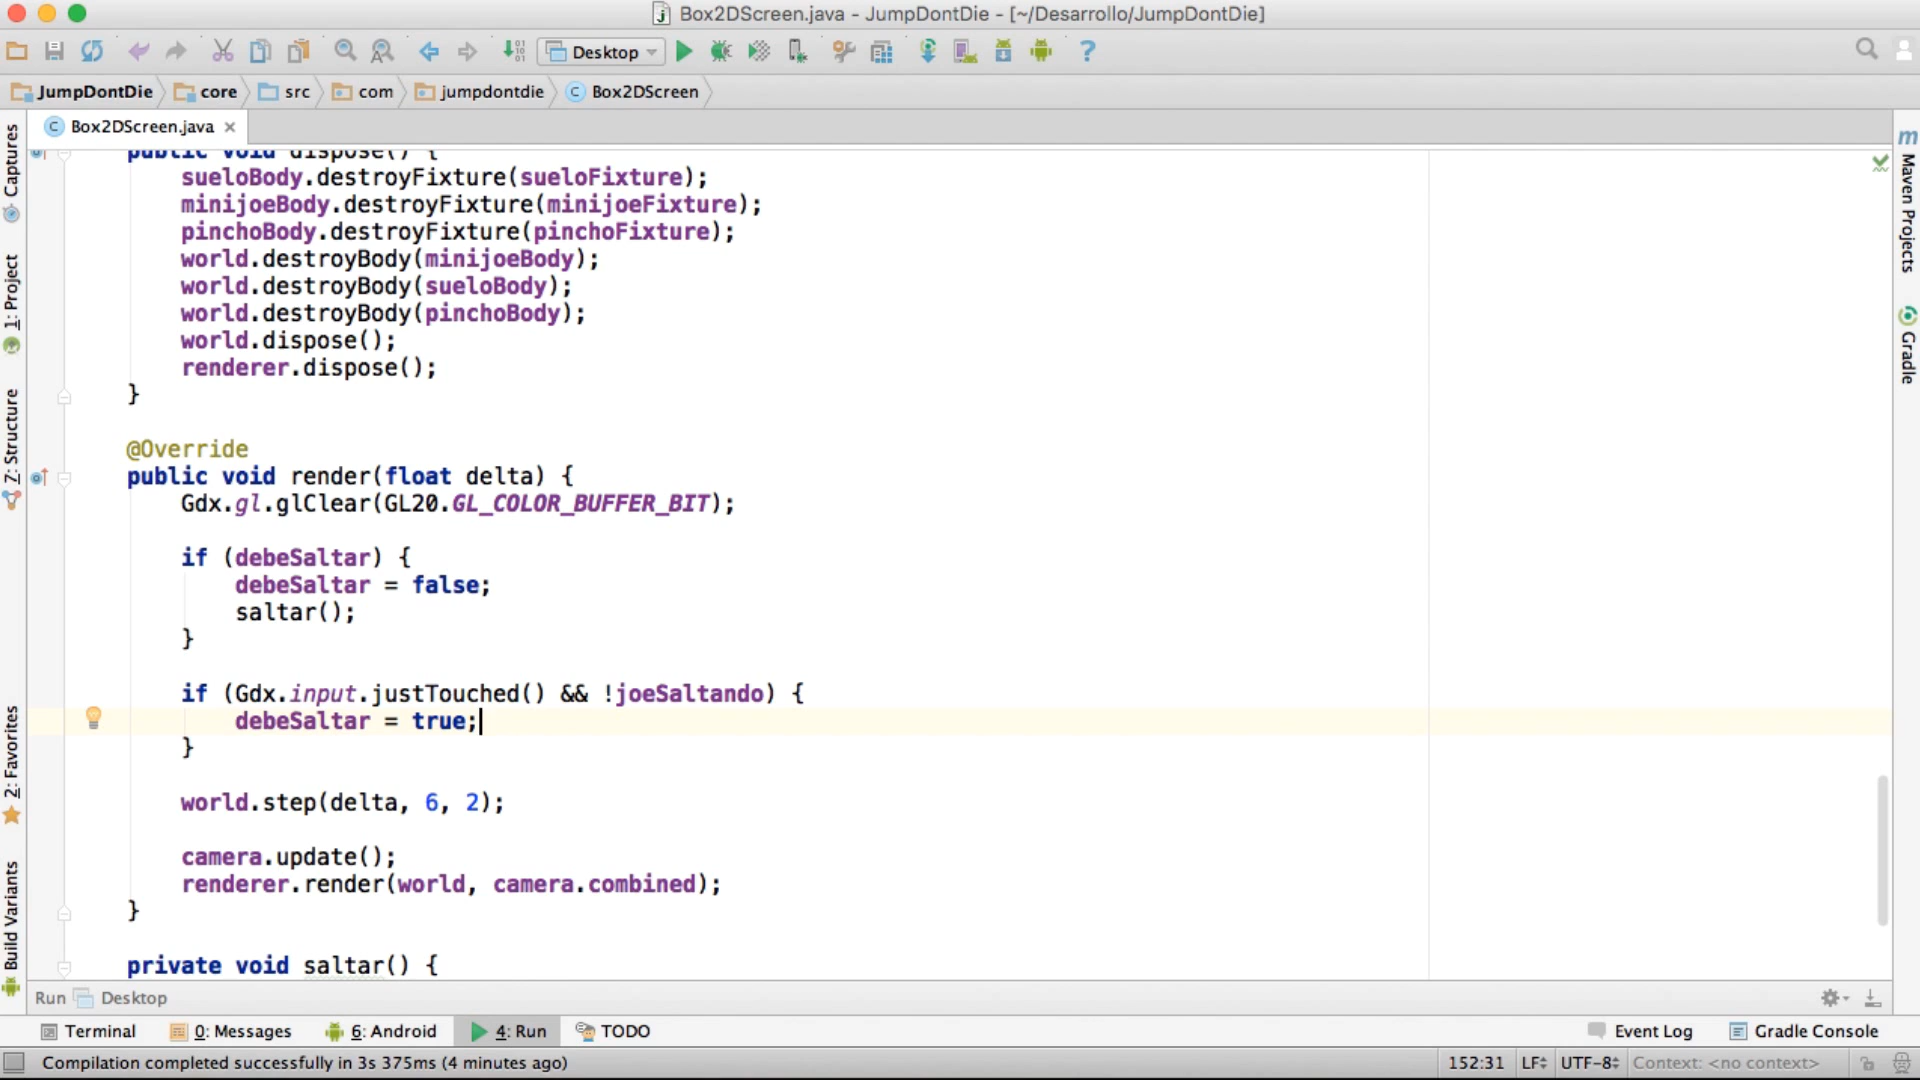 Box2DScreen.java - JumpDontDie - [~/Desarrollo/JumpDontDie]
Desktop
JumpDontDie core src com jumpdontdie Box2DScreen
Box2DScreen.java
public void dispose() {
sueloBody.destroyFixture(sueloFixture);
minijoeBody.destroyFixture(minijoeFixture);
pinchoBody.destroyFixture(pinchoFixture);
world.destroyBody(minijoeBody);
world.destroyBody(sueloBody);
world.destroyBody(pinchoBody);
world.dispose();
renderer.dispose();
}
@Override
public void render(float delta) {
Gdx.gl.glClear(GL20.GL_COLOR_BUFFER_BIT);
if (debeSaltar) {
debeSaltar = false;
saltar();
}
if (Gdx.input.justTouched() && !joeSaltando) {
debeSaltar = true;
}
world.step(delta, 6, 2);
camera.update();
renderer.render(world, camera.combined);
}
private void saltar() {
Captures
1: Project
7: Structure
2: Favorites
Build Variants
Maven Projects
Gradle
Run Desktop
Terminal 0: Messages 6: Android 4: Run TODO Event Log Gradle Console
Compilation completed successfully in 3s 375ms (4 minutes ago) 152:31 LF UTF-8 Context: <no context>